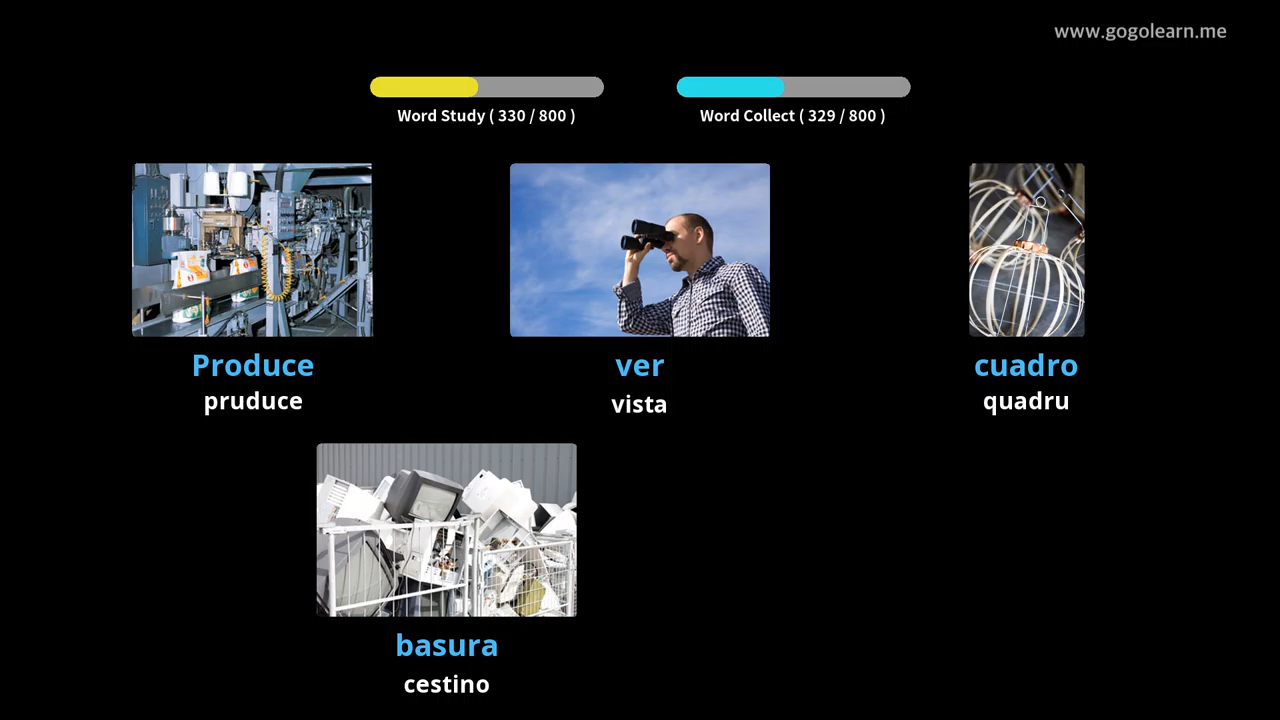 www.gogolearn.me
Word Study ( 330 / 800 )
Word Collect ( 329 / 800 )
Produce
pruduce
ver
vista
cuadro
quadru
basura
cestino